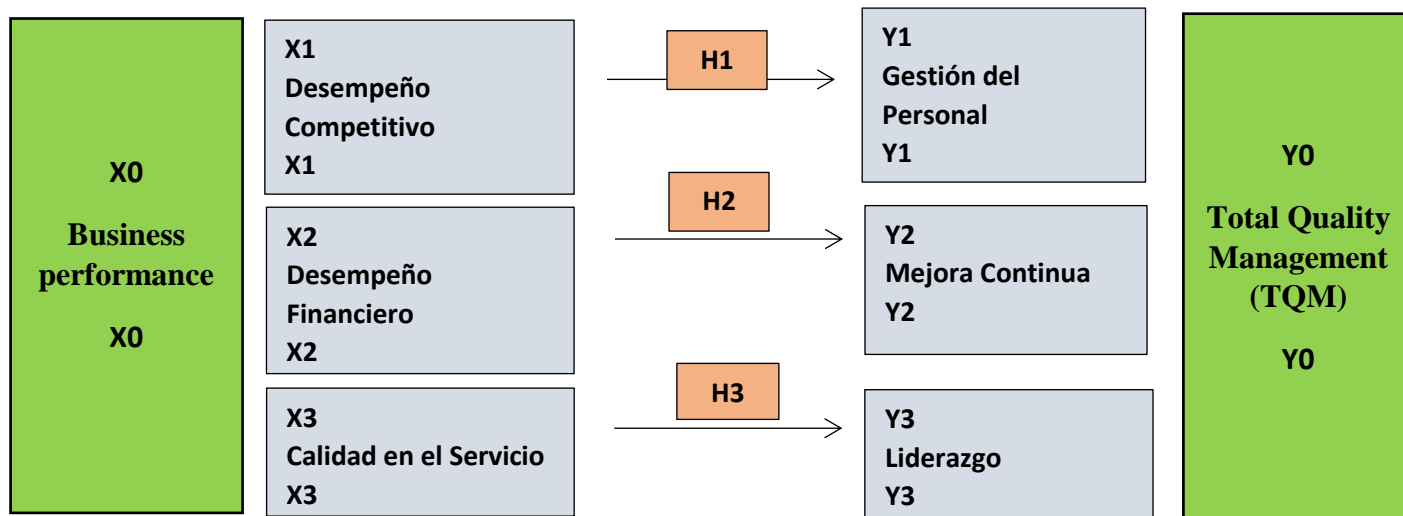 X0
Business
performance
X0
X1
Desempeño
Competitivo
X1
X2
Desempeño
Financiero
X2
X3
Calidad en el Servicio
X3
H1
H2
H3
Y1
Gestión del
Personal
Y1
Y2
Mejora Continua
Y2
Y3
Liderazgo
Y3
Y0
Total Quality
Management
(TQM)
Y0